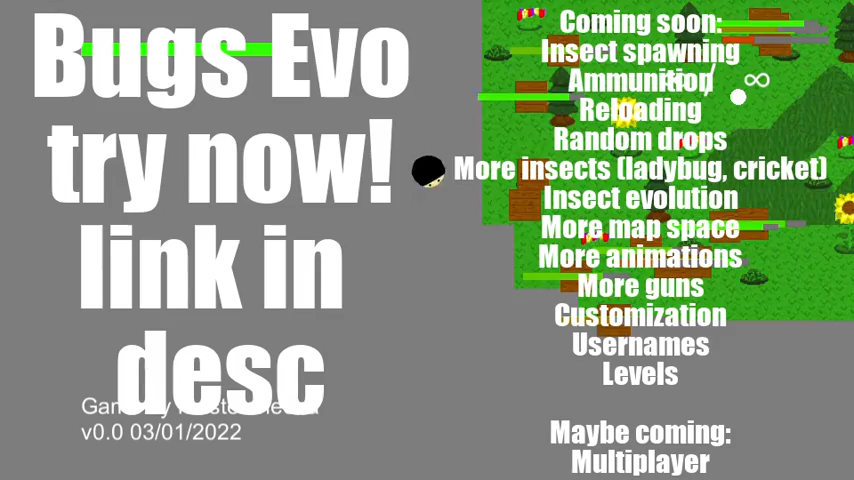 Bugs Evo
try now!
link in
desc
v0.0 03/01/2022
Coming soon:
Insect spawning
Ammunition
/ ∞
Reloading
Random drops
More insects (ladybug, cricket)
Insect evolution
More map space
More animations
More guns
Customization
Usernames
Levels
Maybe coming:
Multiplayer